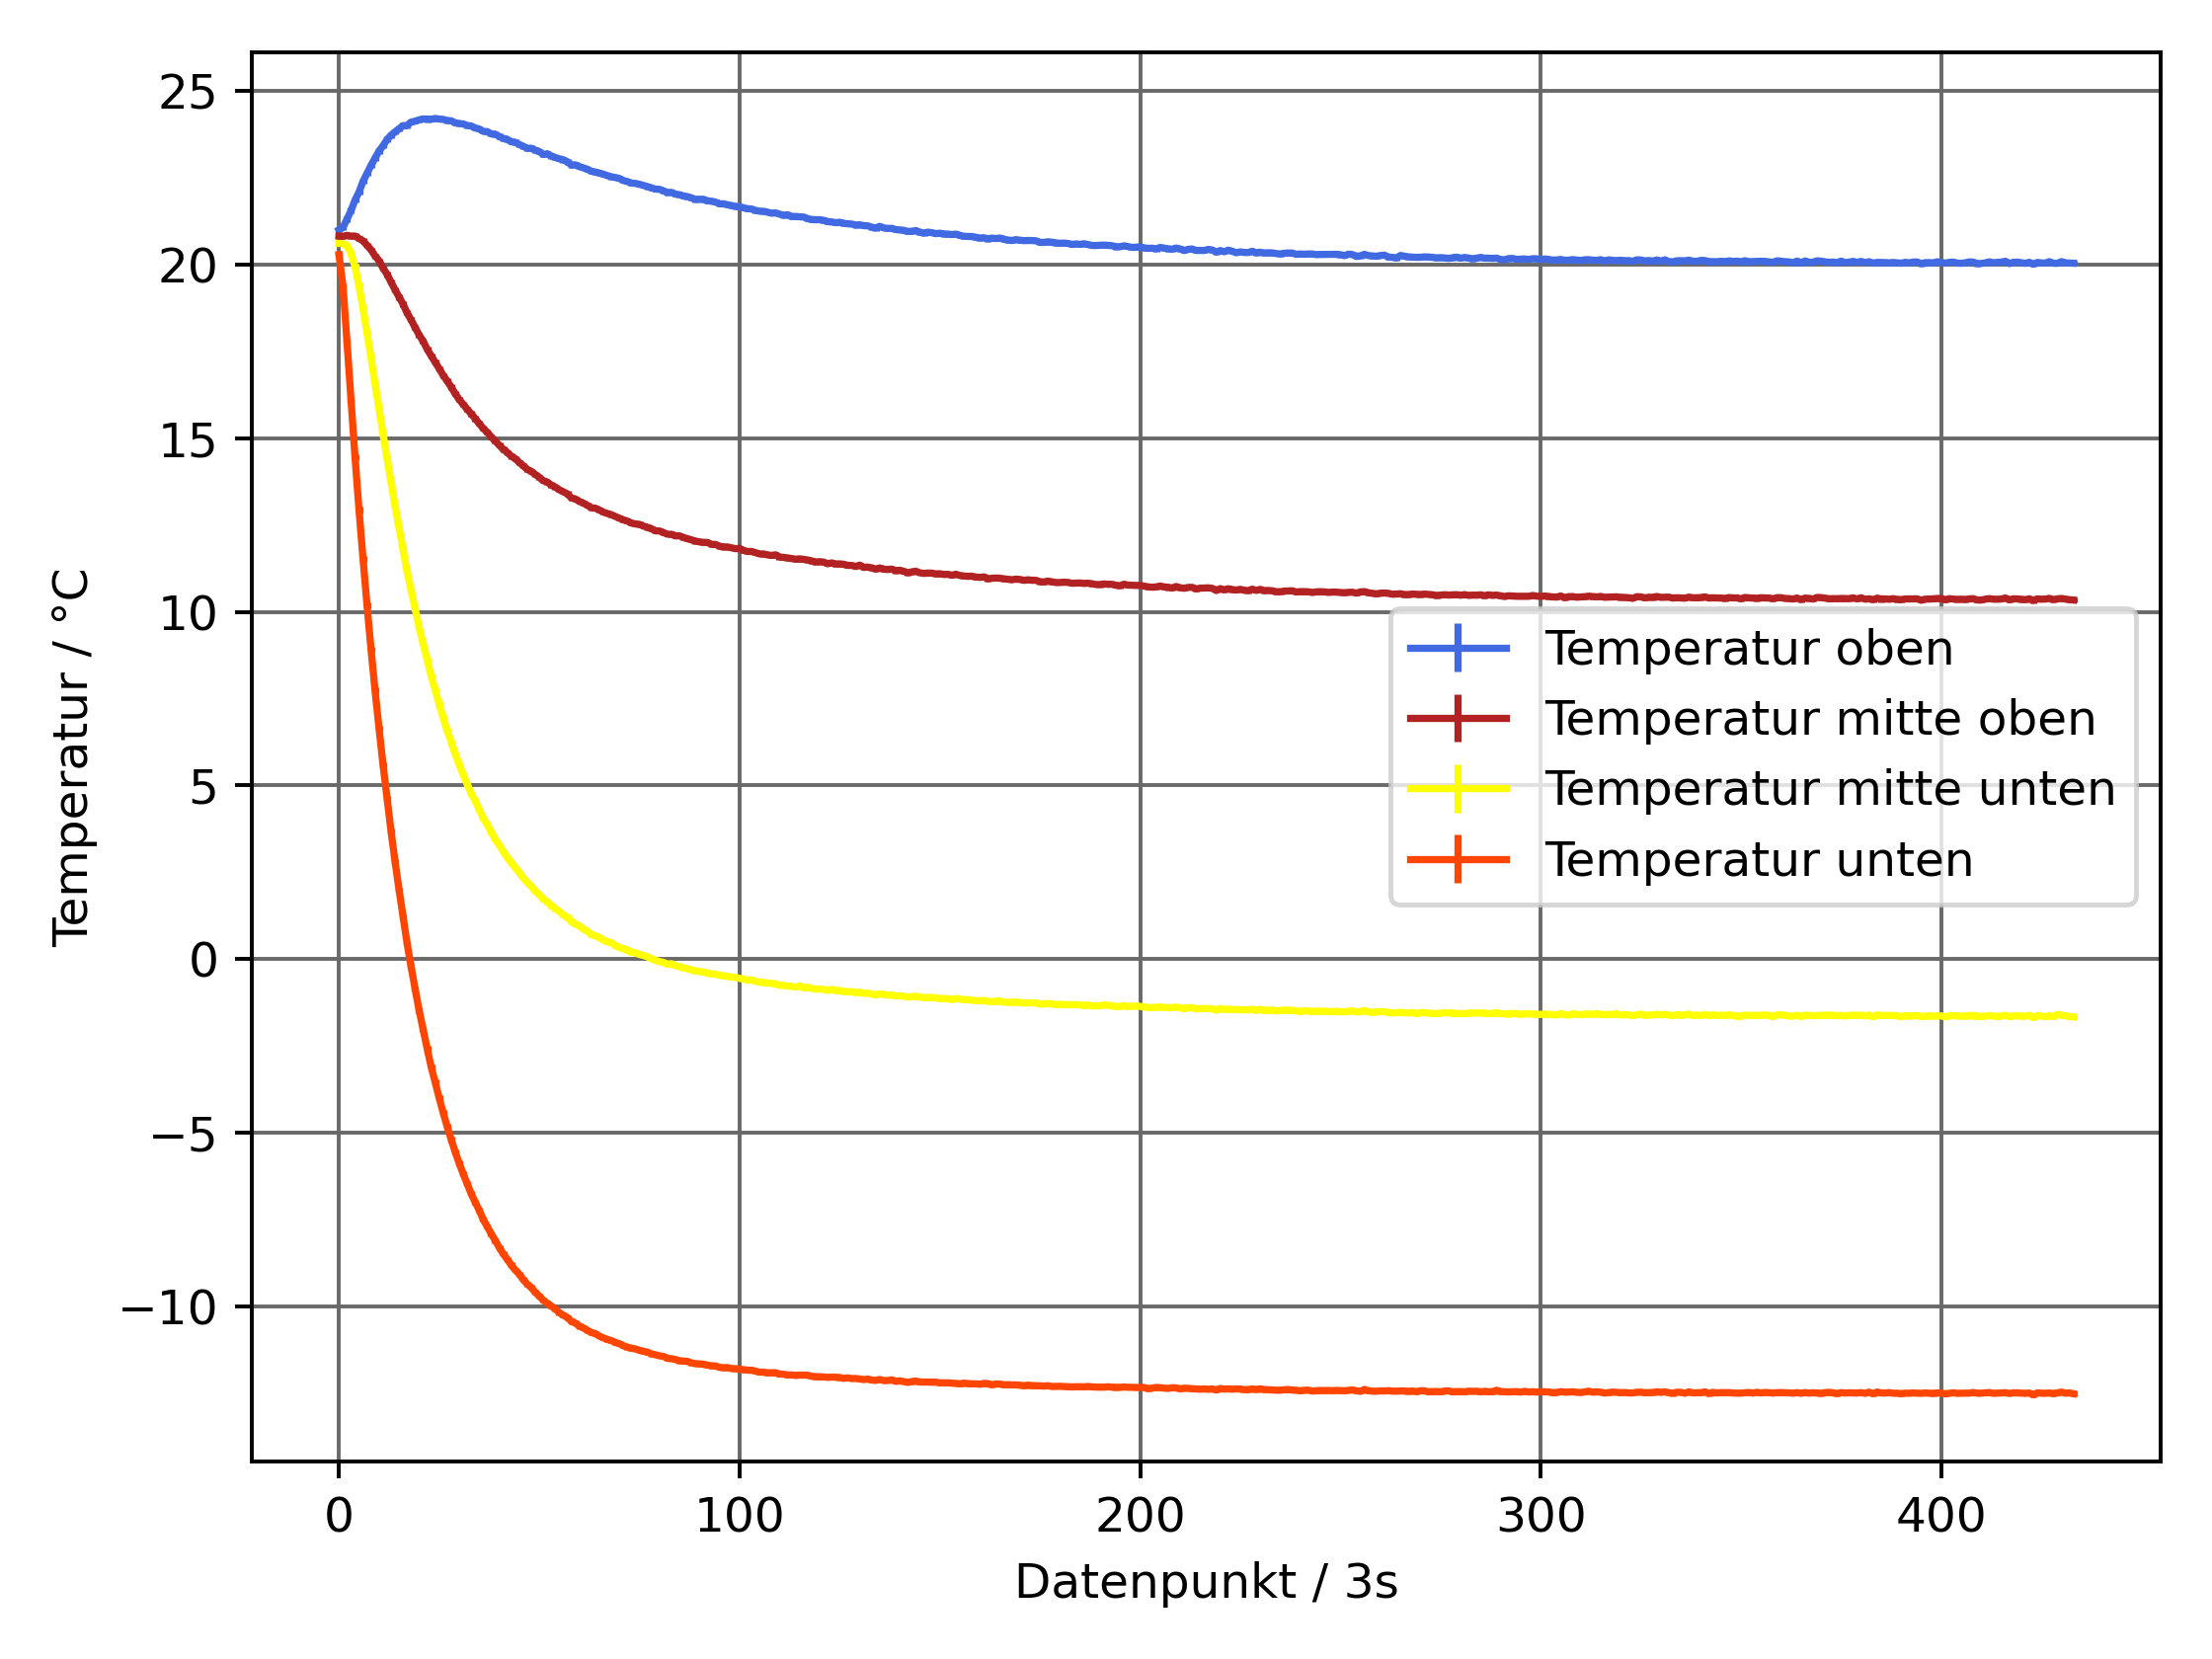 25
20
15
10
5
0
−5
−10
Temperatur / °C
Temperatur oben
Temperatur mitte oben
Temperatur mitte unten
Temperatur unten
0 100 200 300 400
Datenpunkt / 3s